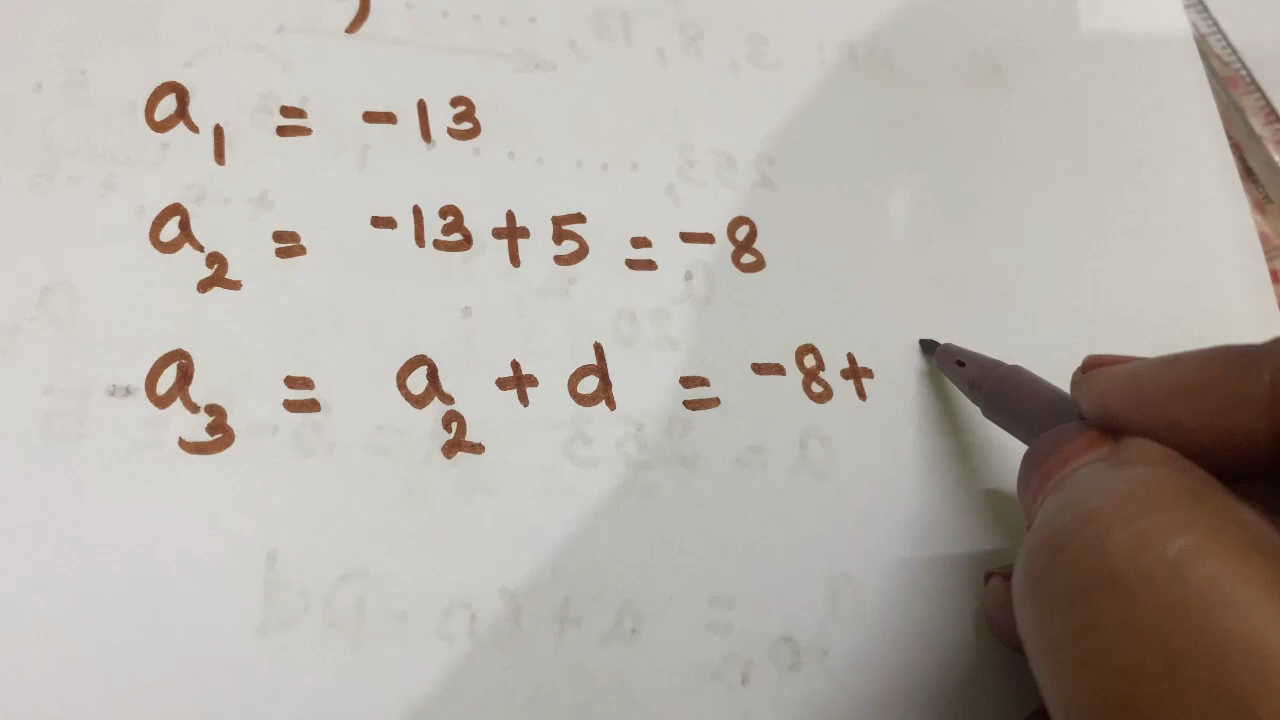 a₁ = -13
a₂ = -13+5 = -8
a₃ = a₂ + d = -8+